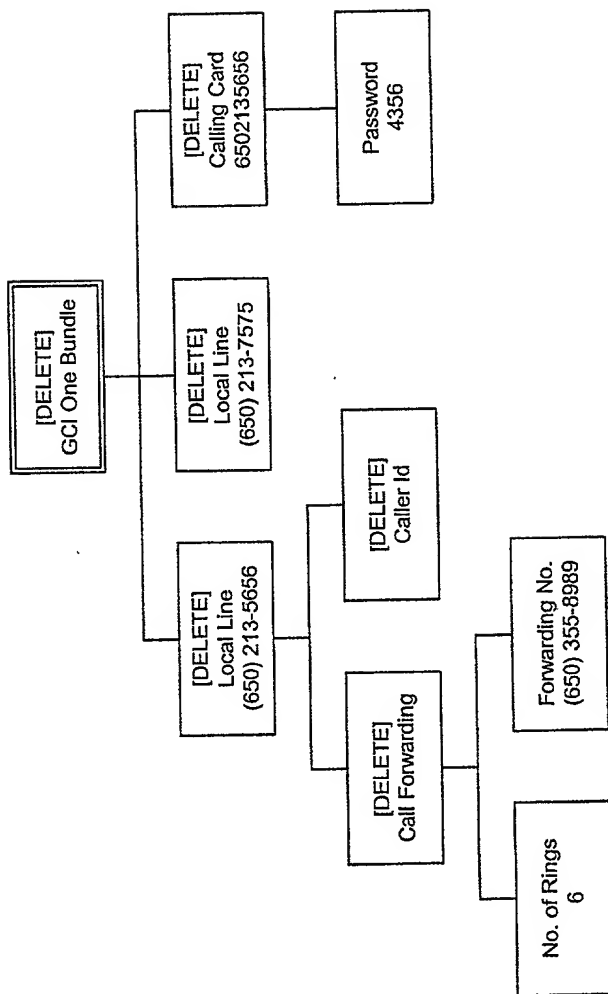 [DELETE]
GCI One Bundle
[DELETE]
Local Line
(650) 213-5656
[DELETE]
Local Line
(650) 213-7575
[DELETE]
Calling Card
6502135656
[DELETE]
Call Forwarding
[DELETE]
Caller Id
Password
4356
No. of Rings
6
Forwarding No.
(650) 355-8989